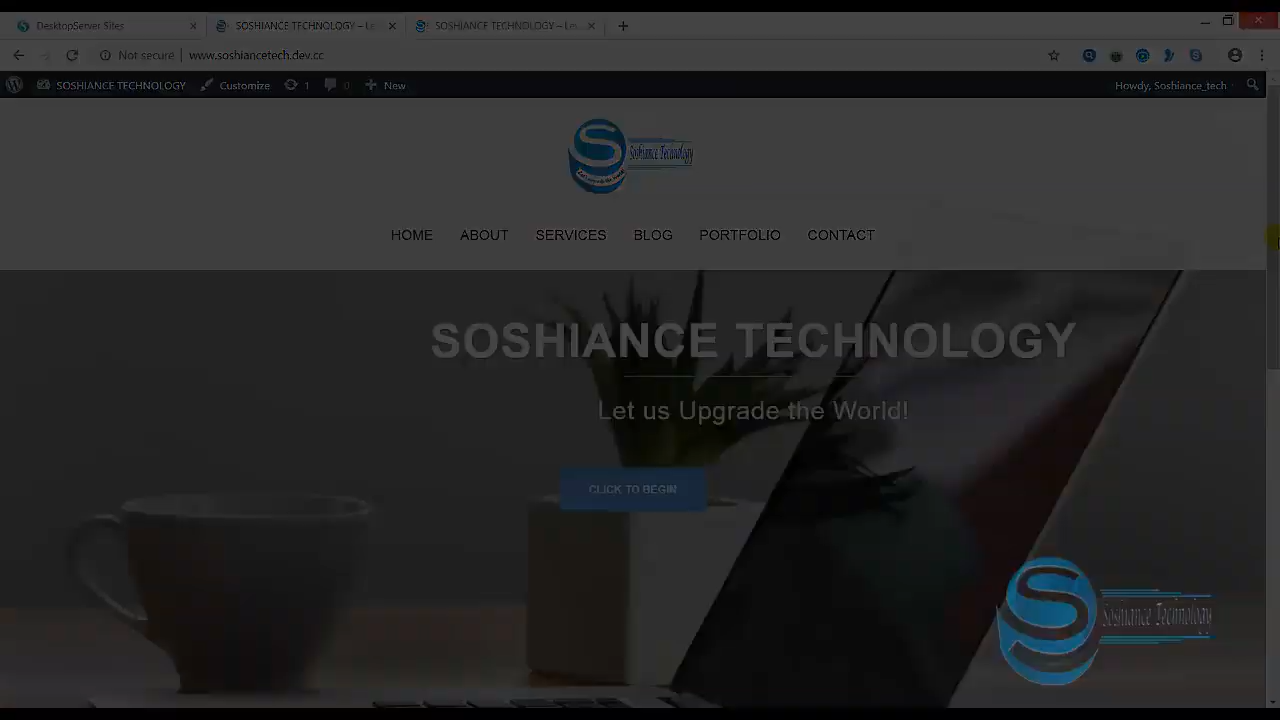 DesktopServer Sites
SOSHIANCE TECHNOLOGY – Le
SOSHIANCE TECHNOLOGY – Le
Not secure
www.soshiancetech.dev.cc
SOSHIANCE TECHNOLOGY
Customize
1
0
New
Howdy, Soshiance_tech
Soshiance Technology
HOME
ABOUT
SERVICES
BLOG
PORTFOLIO
CONTACT
SOSHIANCE TECHNOLOGY
Let us Upgrade the World!
CLICK TO BEGIN
Soshiance Technology